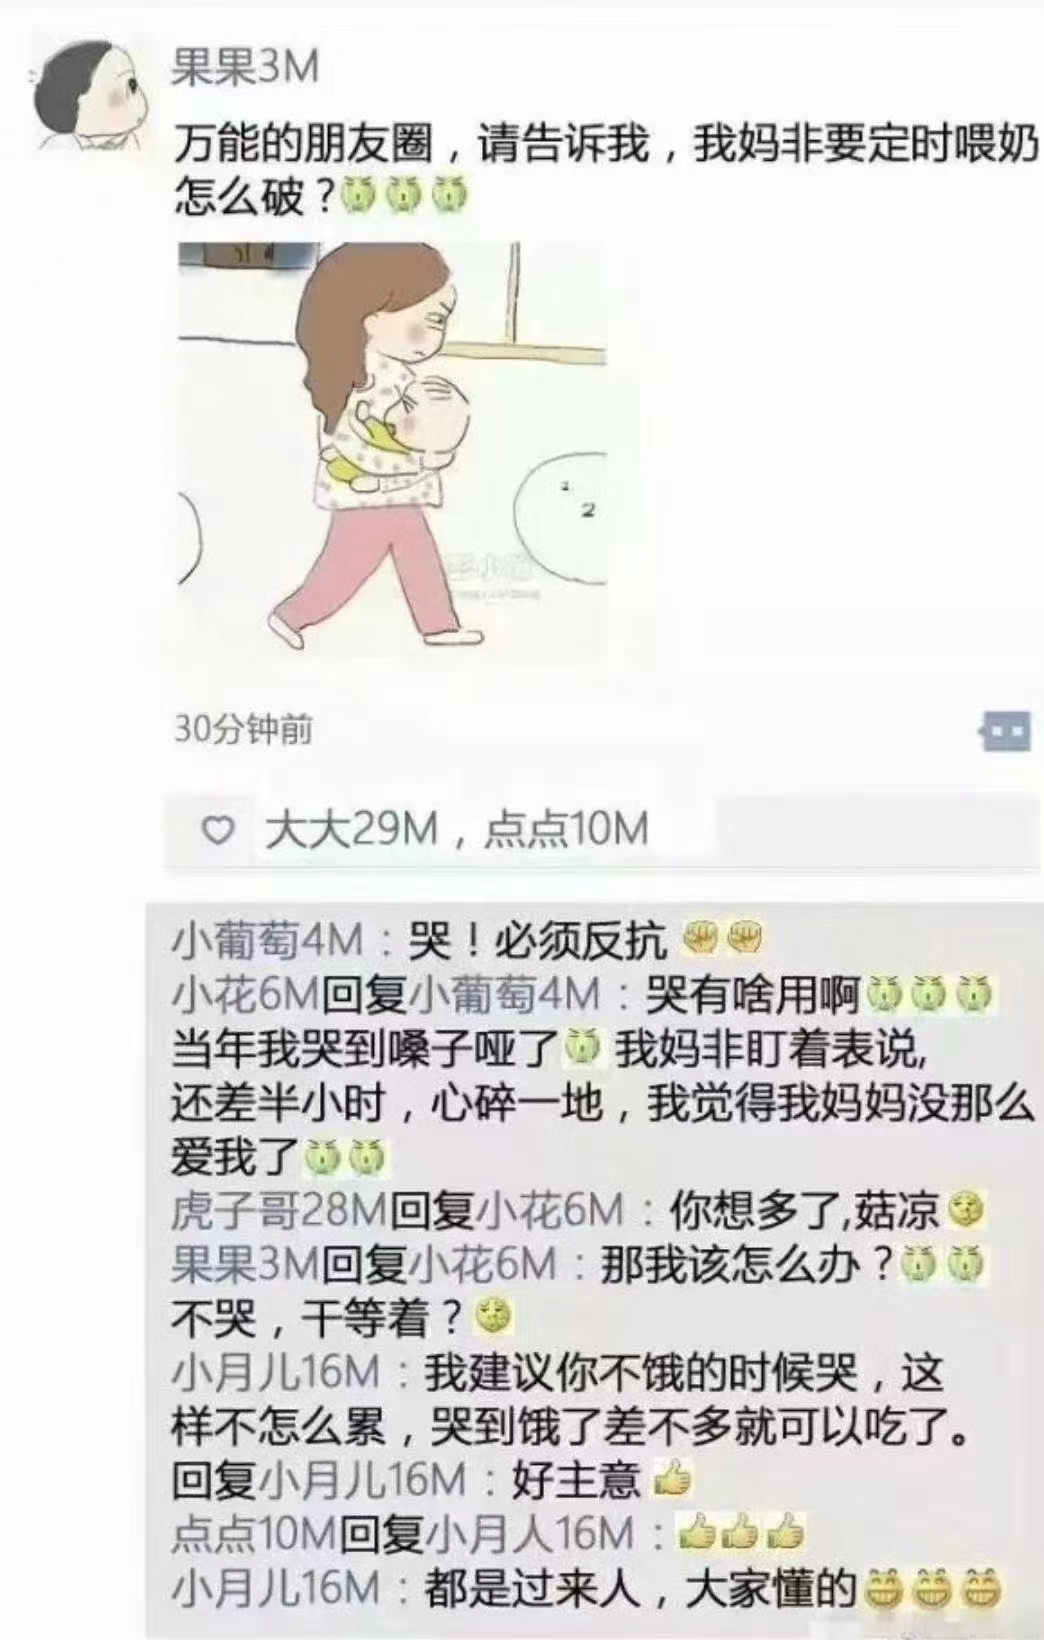 果果3M
万能的朋友圈，请告诉我，我妈非要定时喂奶
怎么破？
1
2
30分钟前
大大29M，点点10M
小葡萄4M：哭！必须反抗
小花6M回复小葡萄4M：哭有啥用啊
当年我哭到嗓子哑了 我妈非盯着表说,
还差半小时，心碎一地，我觉得我妈妈没那么
爱我了
虎子哥28M回复小花6M：你想多了,菇凉
果果3M回复小花6M：那我该怎么办？
不哭，干等着？
小月儿16M：我建议你不饿的时候哭，这
样不怎么累，哭到饿了差不多就可以吃了。
回复小月儿16M：好主意
点点10M回复小月人16M：
小月儿16M：都是过来人，大家懂的